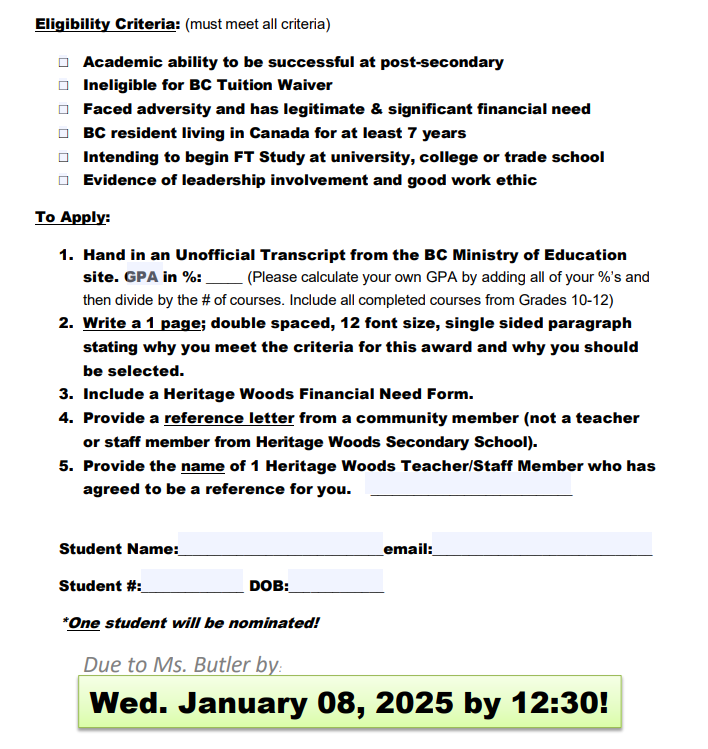 Eligibility Criteria: (must meet all criteria)
☐ Academic ability to be successful at post-secondary
☐ Ineligible for BC Tuition Waiver
☐ Faced adversity and has legitimate & significant financial need
☐ BC resident living in Canada for at least 7 years
☐ Intending to begin FT Study at university, college or trade school
☐ Evidence of leadership involvement and good work ethic
To Apply:
1. Hand in an Unofficial Transcript from the BC Ministry of Education
site. GPA in %: _____ (Please calculate your own GPA by adding all of your %'s and
then divide by the # of courses. Include all completed courses from Grades 10-12)
2. Write a 1 page; double spaced, 12 font size, single sided paragraph
stating why you meet the criteria for this award and why you should
be selected.
3. Include a Heritage Woods Financial Need Form.
4. Provide a reference letter from a community member (not a teacher
or staff member from Heritage Woods Secondary School).
5. Provide the name of 1 Heritage Woods Teacher/Staff Member who has
agreed to be a reference for you. ____________________
Student Name:____________________email:____________________
Student #:__________ DOB:__________
*One student will be nominated!
Due to Ms. Butler by:
Wed. January 08, 2025 by 12:30!